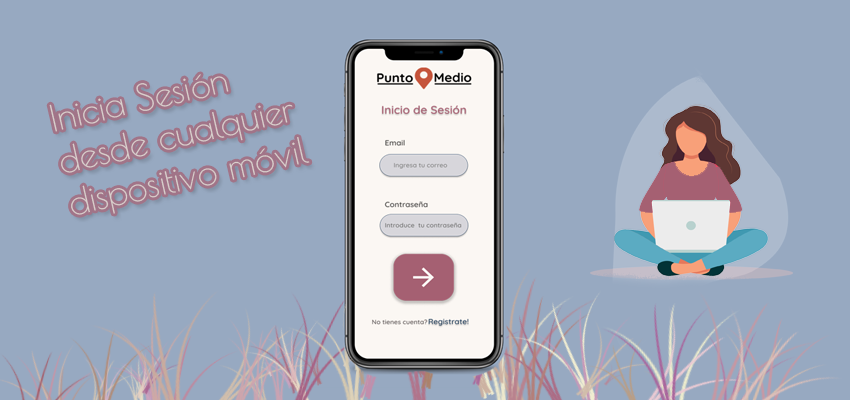 Inicia Sesión
desde cualquier
dispositivo móvil
Punto Medio
Inicio de Sesión
Email
Ingresa tu correo
Contraseña
Introduce tu contraseña
No tienes cuenta? Registrate!